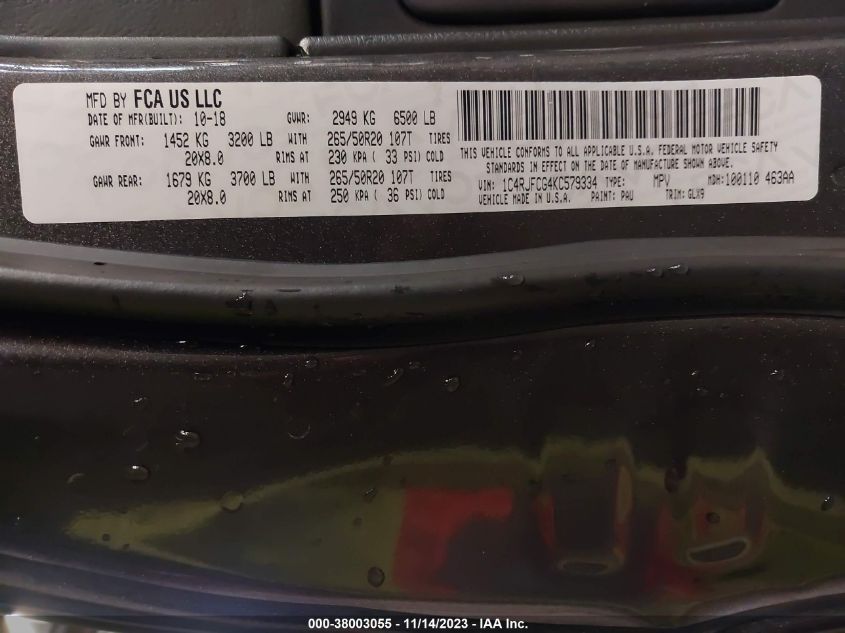 MFD BY FCA US LLC
DATE OF MFR(BUILT): 10-18 GVWR: 2949 KG 6500 LB
GAWR FRONT: 1452 KG 3200 LB WITH 265/50R20 107T TIRES
20X8.0 RIMS AT 230 KPA ( 33 PSI) COLD
GAWR REAR: 1679 KG 3700 LB WITH 265/50R20 107T TIRES
20X8.0 RIMS AT 250 KPA ( 36 PSI) COLD
THIS VEHICLE CONFORMS TO ALL APPLICABLE U.S.A. FEDERAL MOTOR VEHICLE SAFETY
STANDARDS IN EFFECT ON THE DATE OF MANUFACTURE SHOWN ABOVE.
VIN: 1C4RJFCG4KC579334 TYPE: MPV MDH: 100110 463AA
VEHICLE MADE IN U.S.A. PAINT: PAU TRIM: GLX9
000-38003055 - 11/14/2023 - IAA Inc.